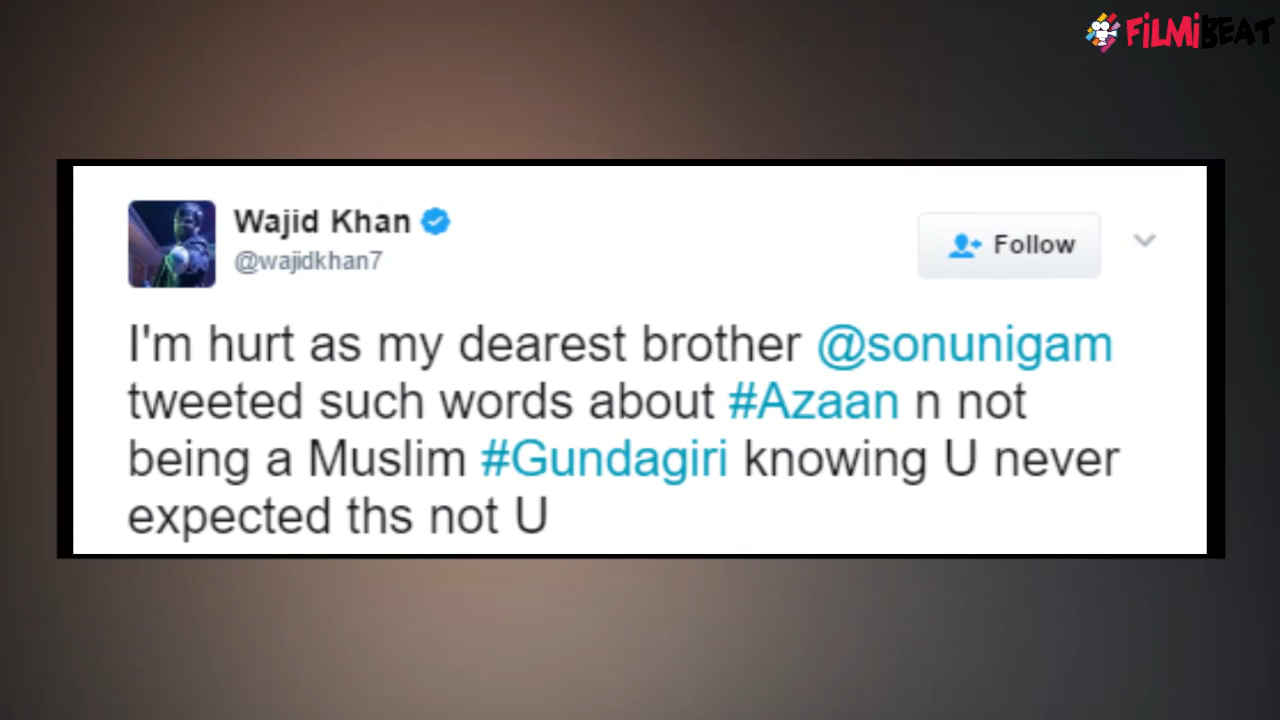 FILMIBEAT
Wajid Khan
@wajidkhan7
Follow
I'm hurt as my dearest brother @sonunigam
tweeted such words about #Azaan n not
being a Muslim #Gundagiri knowing U never
expected ths not U